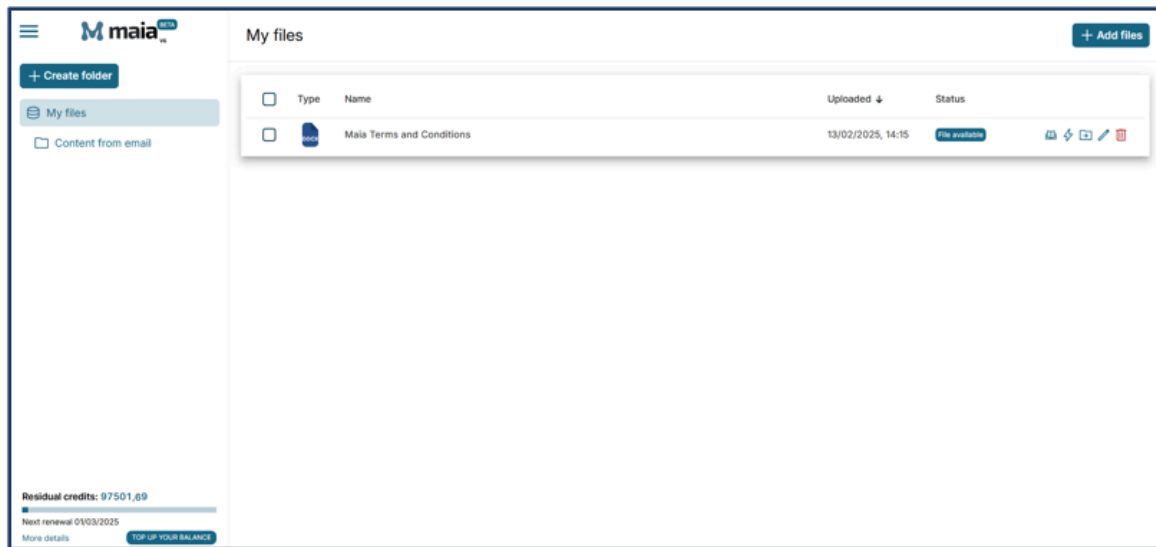 maia BETA
v6
My files
+ Add files
+ Create folder
My files
Content from email
Type Name Uploaded ↓ Status
DOCX Maia Terms and Conditions 13/02/2025, 14:15 File available
Residual credits: 97501,69
Next renewal 01/03/2025
More details TOP UP YOUR BALANCE